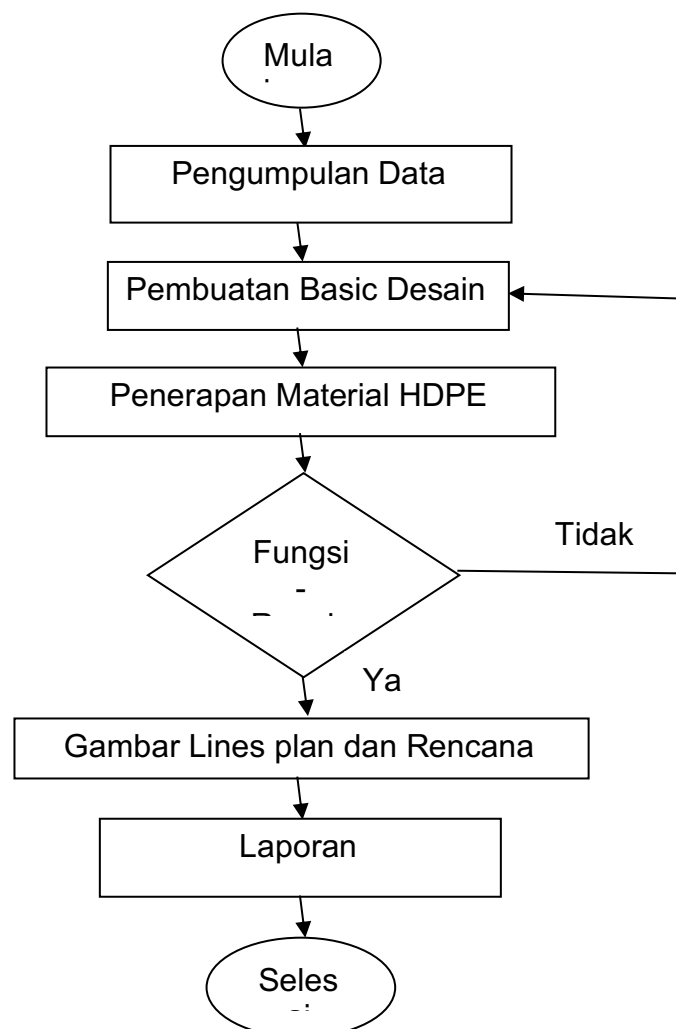 Mula
Pengumpulan Data
Pembuatan Basic Desain
Penerapan Material HDPE
Fungsi
-
Tidak
Ya
Gambar Lines plan dan Rencana
Laporan
Seles